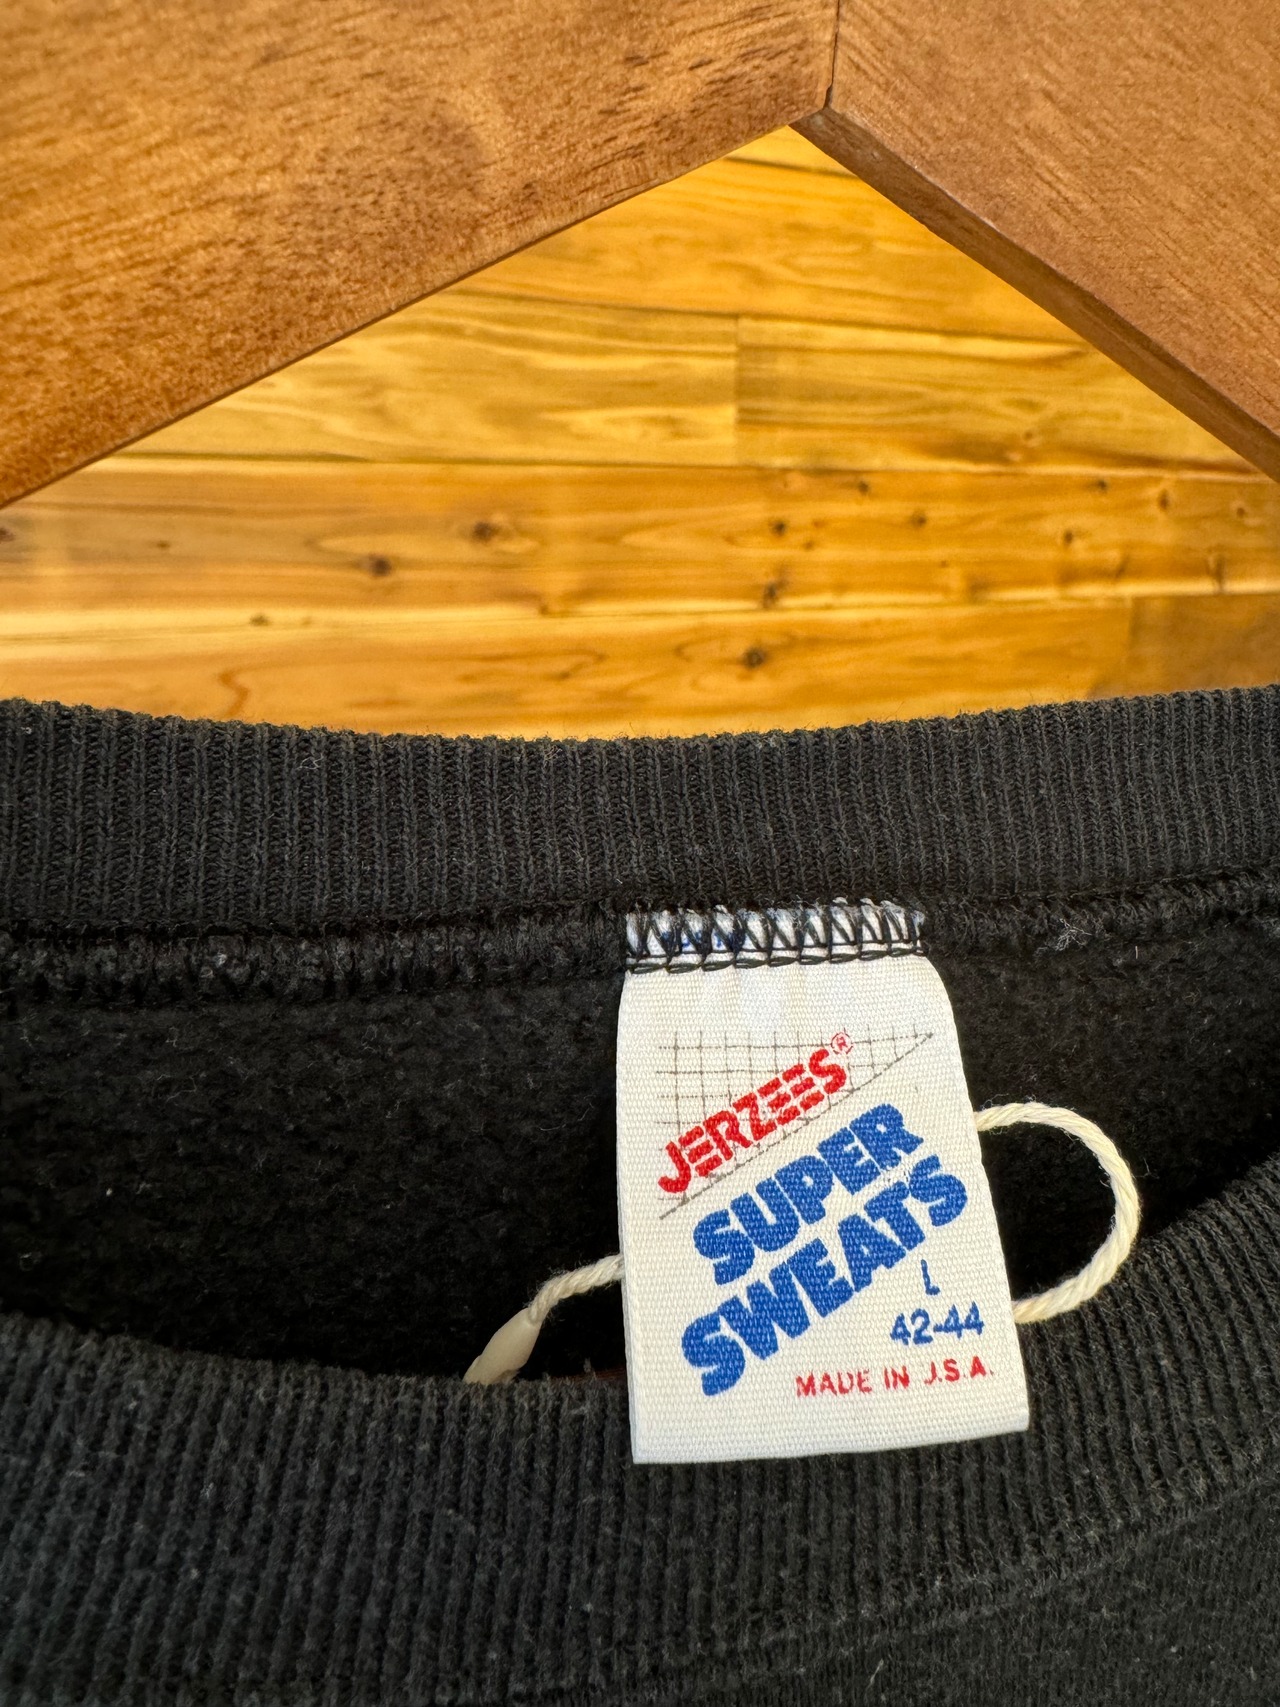 JERZEES®
SUPER
SWEATS
L
42-44
MADE IN U.S.A.